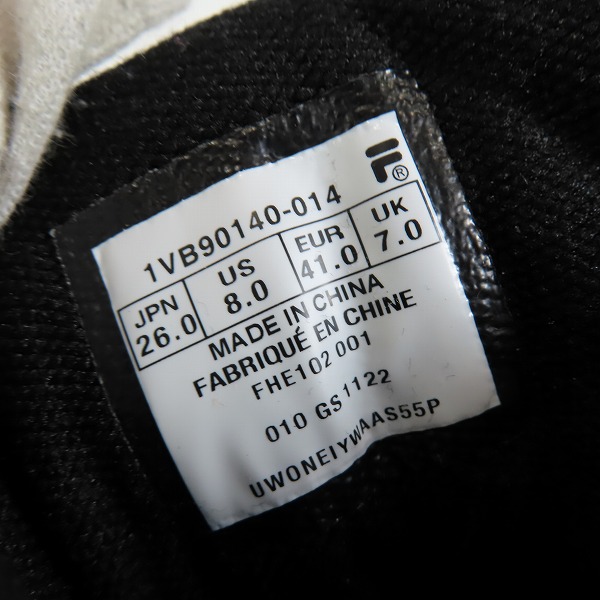 F®
1VB90140-014
JPN US EUR UK
26.0 8.0 41.0 7.0
MADE IN CHINA
FABRIQUÉ EN CHINE
FHE102 001
010 GS1122
UWONEIYWAAS55P